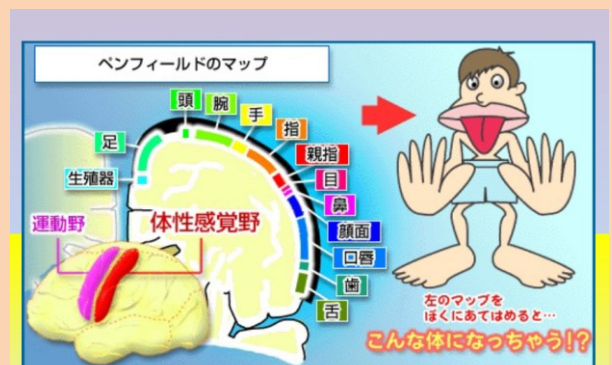 ペンフィールドのマップ
頭
腕
手
指
親指
目
鼻
顔面
口唇
歯
舌
足
生殖器
運動野
体性感覚野
左のマップを
ぼくにあてはめると…
こんな体になっちゃう!?